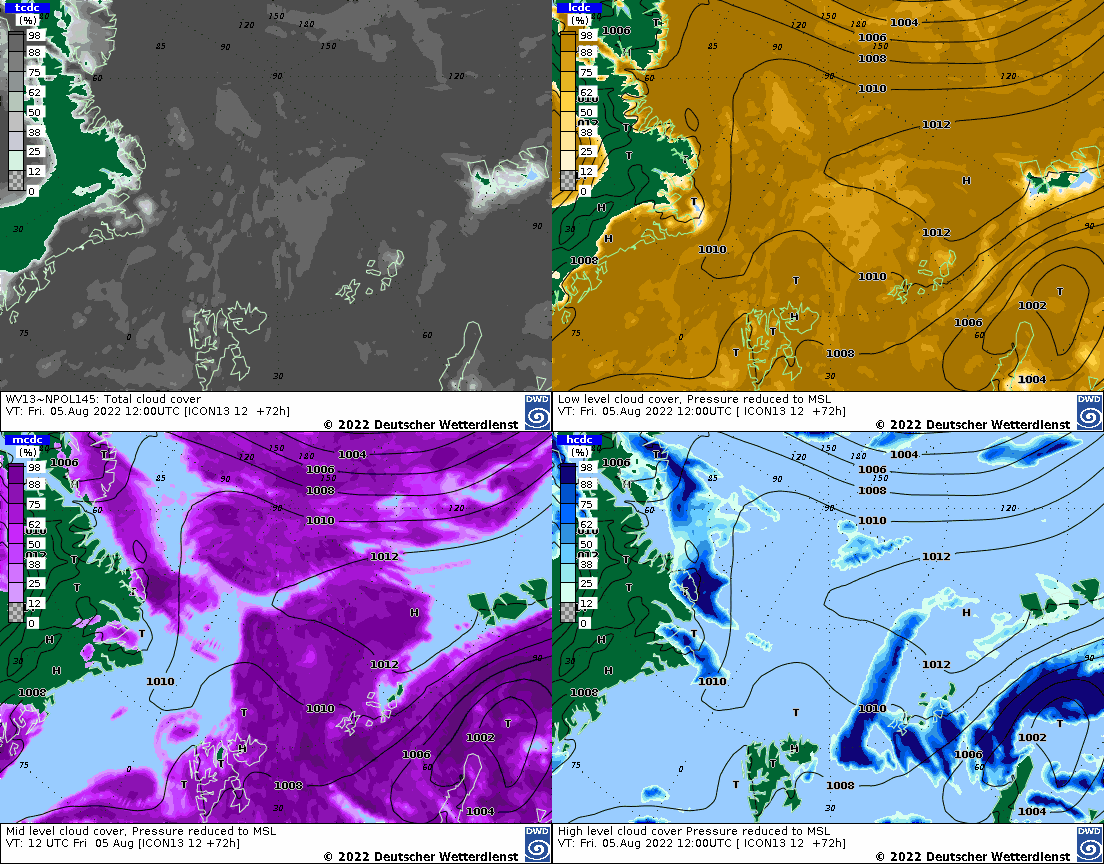 tcdc
(%)
98
88
75
62
50
38
25
12
0
120
150
180
85
90
150
60
90
120
30
90
75
0
60
30
WV13~NPOL145: Total cloud cover
VT: Fri. 05.Aug 2022 12:00UTC [ICON13 12 +72h]
© 2022 Deutscher Wetterdienst
DWD
lcdc
(%)
98
88
75
62
50
38
25
12
0
1006
T
120
150
180
1004
1006
85
90
150
1008
60
90
1010
120
1012
T
T
H
H
T
H
1008
1010
1012
90
1010
T
1002
T
1006
H
T
T
1008
60
75
0
30
1004
Low level cloud cover, Pressure reduced to MSL
VT: Fri. 05.Aug 2022 12:00UTC [ ICON13 12 +72h]
© 2022 Deutscher Wetterdienst
DWD
mcdc
(%)
98
88
75
62
50
38
25
12
0
1006
T
H
120
150
180
1004
1006
85
90
150
1008
60
90
1010
120
1012
T
T
H
T
H
H
30
1008
1010
1012
90
1010
T
T
1002
H
T
T
1006
60
1008
75
0
30
1004
Mid level cloud cover, Pressure reduced to MSL
VT: 12 UTC Fri 05 Aug [ICON13 12 +72h]
© 2022 Deutscher Wetterdienst
DWD
hcdc
(%)
98
88
75
62
50
38
25
12
0
1006
T
H
120
150
180
1004
1006
85
90
150
1008
60
90
1010
120
1012
T
T
H
T
H
H
30
1008
1010
1012
90
1010
T
T
1002
H
T
T
1006
60
1008
75
0
30
1004
High level cloud cover Pressure reduced to MSL
VT: Fri. 05.Aug 2022 12:00UTC [ ICON13 12 +72h]
© 2022 Deutscher Wetterdienst
DWD